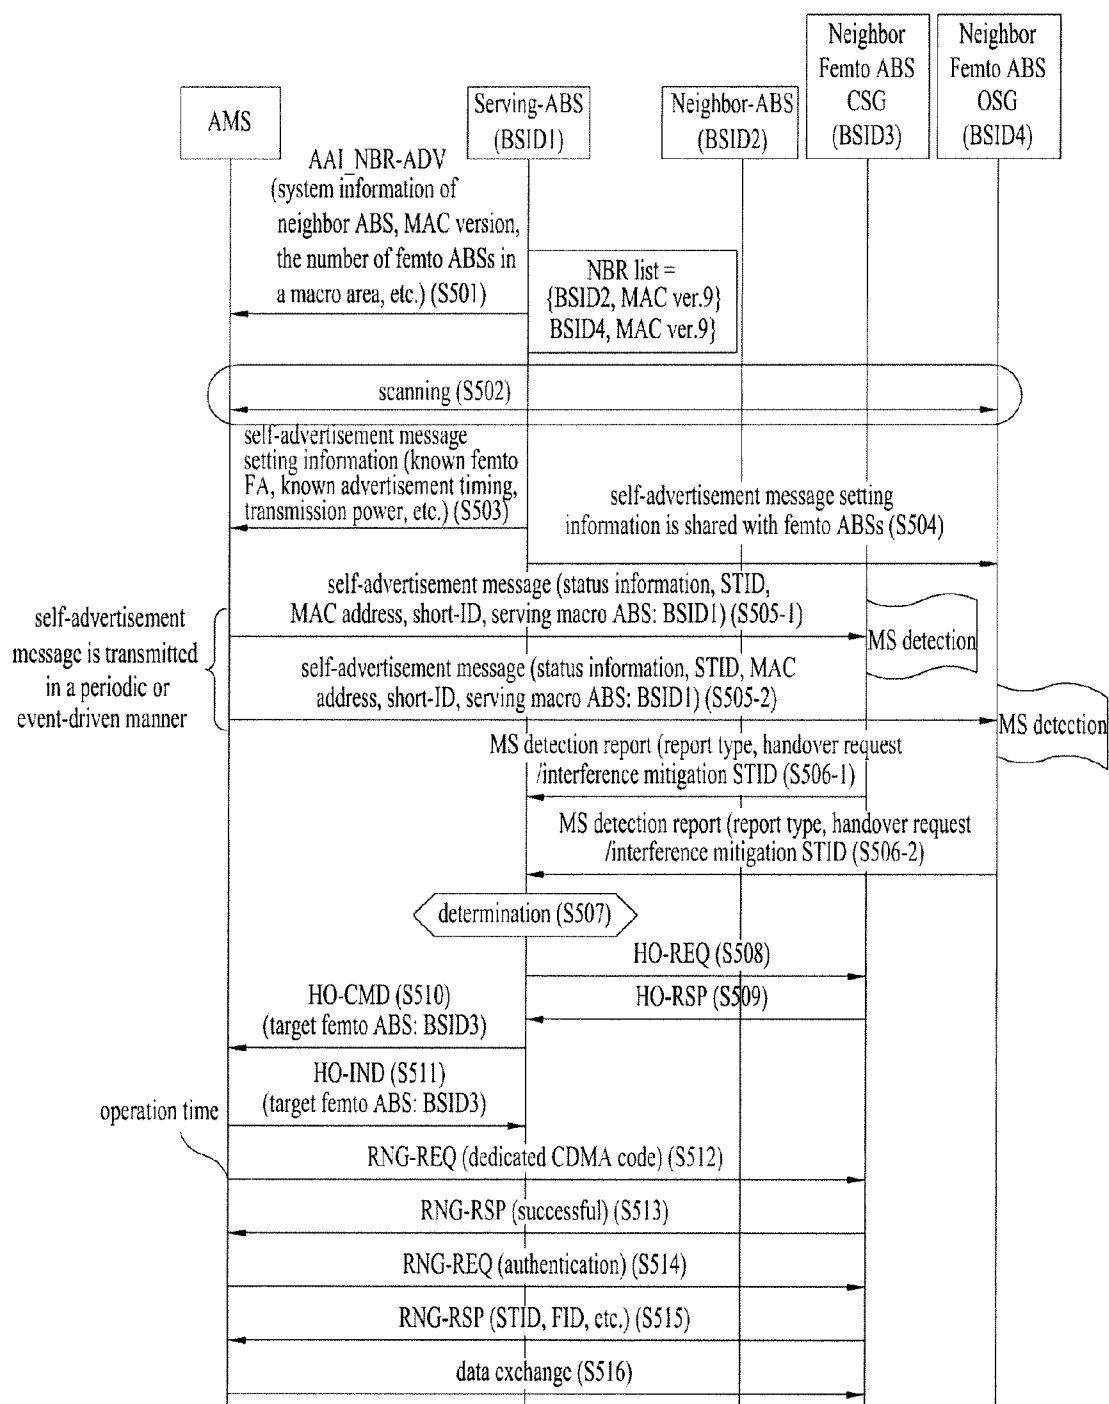 AMS
Serving-ABS
(BSID1)
Neighbor-ABS
(BSID2)
Neighbor
Femto ABS
CSG
(BSID3)
Neighbor
Femto ABS
OSG
(BSID4)
AAI_NBR-ADV
(system information of
neighbor ABS, MAC version,
the number of femto ABSs in
a macro area, etc.) (S501)
NBR list =
{BSID2, MAC ver.9}
BSID4, MAC ver.9}
scanning (S502)
self-advertisement message
setting information (known femto
FA, known advertisement timing,
transmission power, etc.) (S503)
self-advertisement message setting
information is shared with femto ABSs (S504)
self-advertisement message (status information, STID,
MAC address, short-ID, serving macro ABS: BSID1) (S505-1)
MS detection
self-advertisement
message is transmitted
in a periodic or
event-driven manner
self-advertisement message (status information, STID, MAC
address, short-ID, serving macro ABS: BSID1) (S505-2)
MS detection
MS detection report (report type, handover request
/interference mitigation STID (S506-1)
MS detection report (report type, handover request
/interference mitigation STID (S506-2)
determination (S507)
HO-REQ (S508)
HO-RSP (S509)
HO-CMD (S510)
(target femto ABS: BSID3)
HO-IND (S511)
(target femto ABS: BSID3)
operation time
RNG-REQ (dedicated CDMA code) (S512)
RNG-RSP (successful) (S513)
RNG-REQ (authentication) (S514)
RNG-RSP (STID, FID, etc.) (S515)
data exchange (S516)